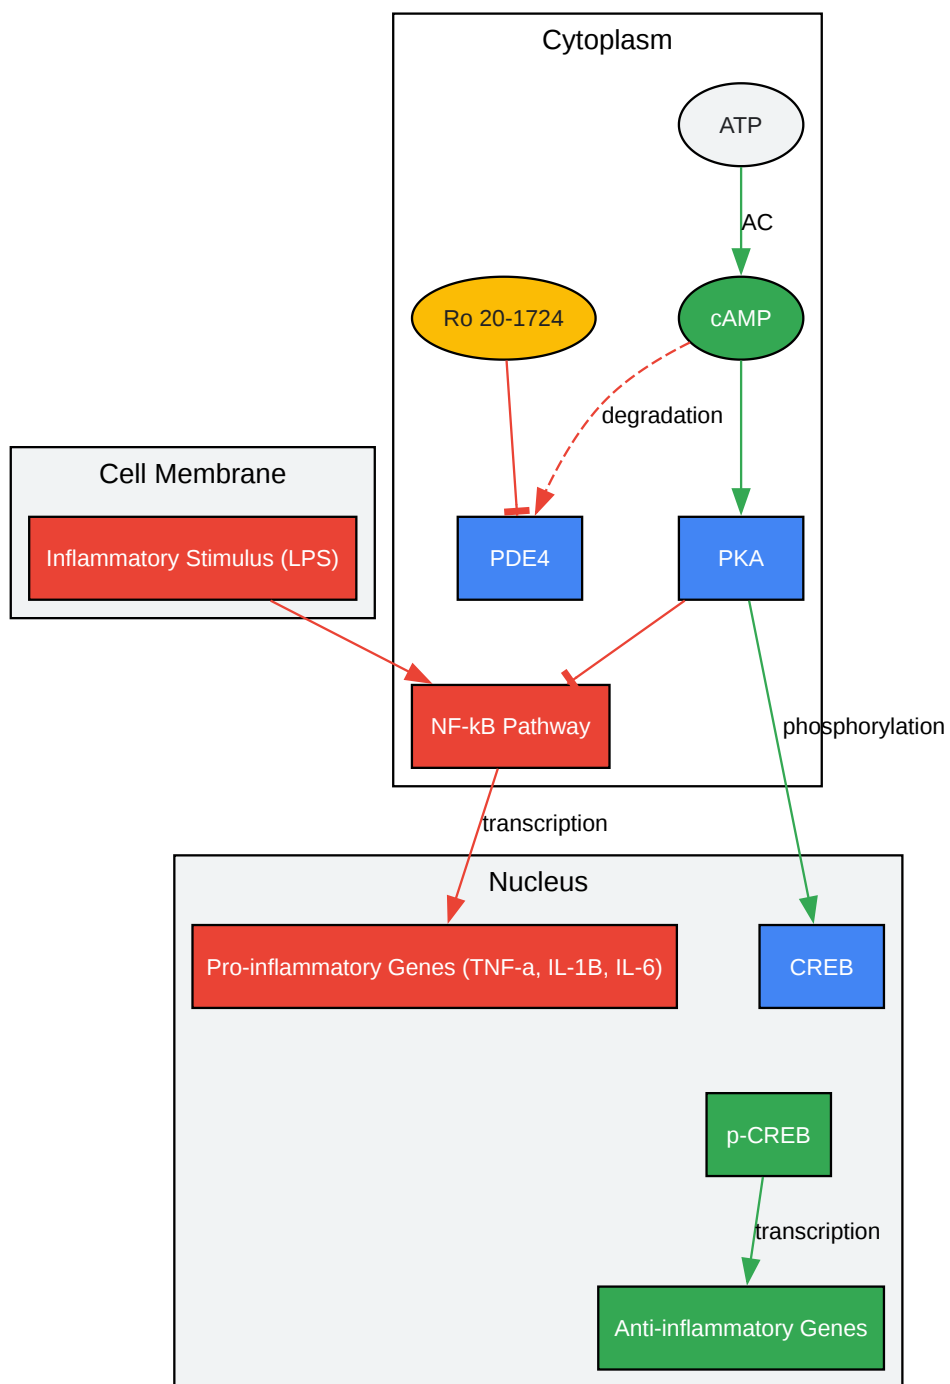 Cytoplasm
ATP
AC
Ro 20-1724
cAMP
degradation
Cell Membrane
Inflammatory Stimulus (LPS)
PDE4
PKA
NF-kB Pathway
phosphorylation
transcription
Nucleus
Pro-inflammatory Genes (TNF-a, IL-1B, IL-6)
CREB
p-CREB
transcription
Anti-inflammatory Genes